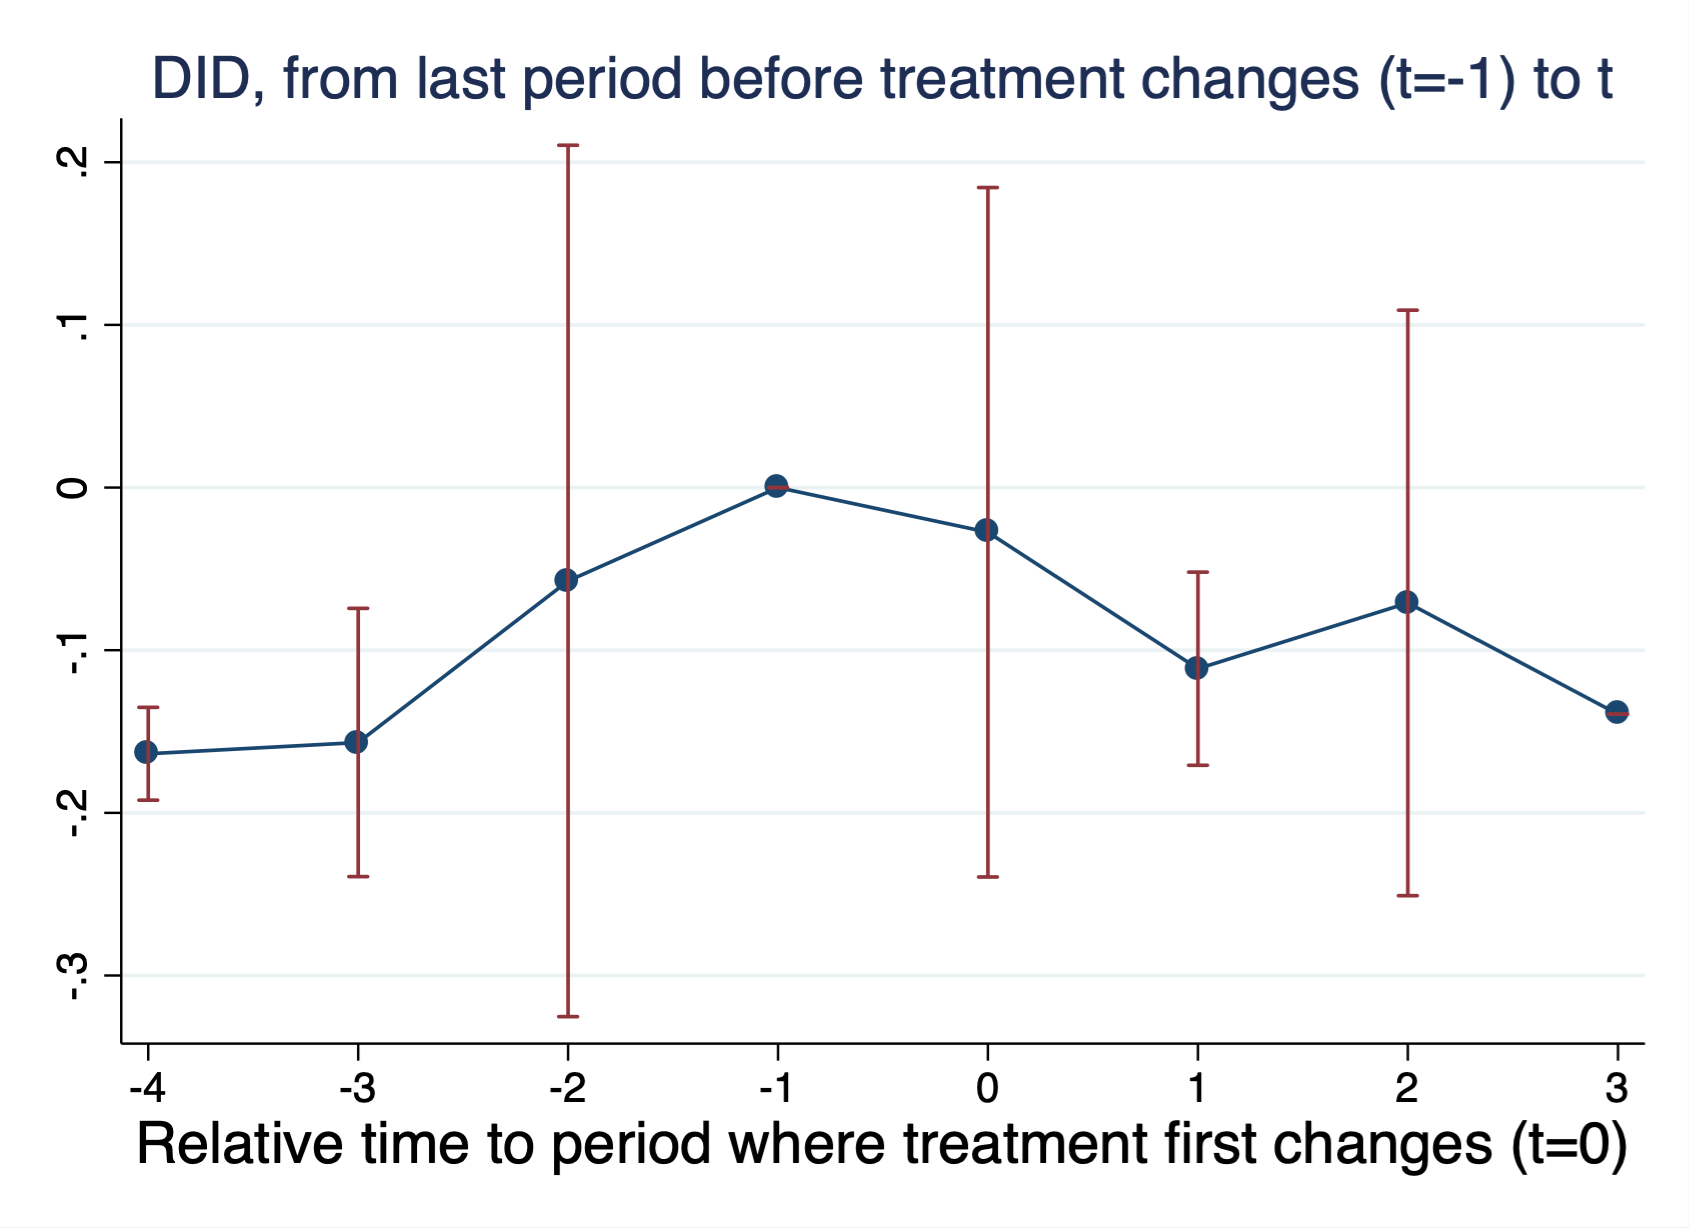 DID, from last period before treatment changes (t=-1) to t
.2
.1
0
-.1
-.2
-.3
-4 -3 -2 -1 0 1 2 3
Relative time to period where treatment first changes (t=0)